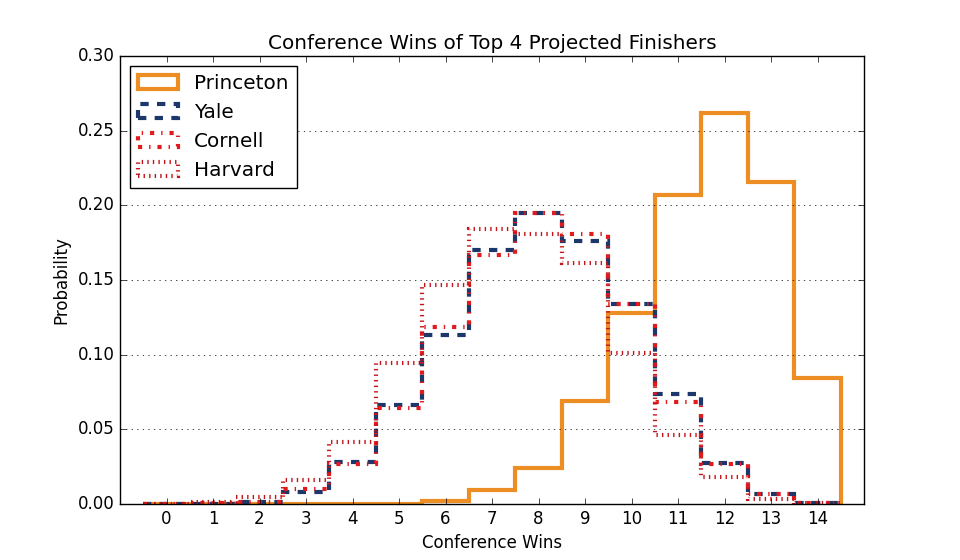 Conference Wins of Top 4 Projected Finishers
0.30
0.25
0.20
0.15
0.10
0.05
0.00
Probability
Princeton
Yale
Cornell
Harvard
0 1 2 3 4 5 6 7 8 9 10 11 12 13 14
Conference Wins